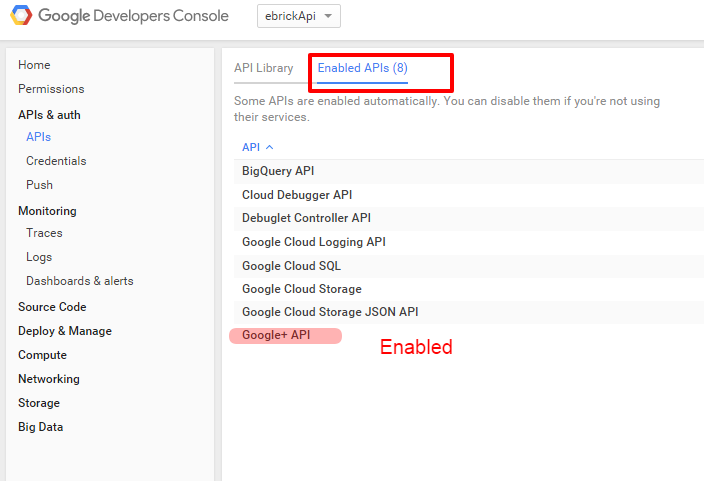 Google Developers Console
ebrickApi
Home
Permissions
APIs & auth
APIs
Credentials
Push
Monitoring
Traces
Logs
Dashboards & alerts
Source Code
Deploy & Manage
Compute
Networking
Storage
Big Data
API Library
Enabled APIs (8)
Some APIs are enabled automatically. You can disable them if you're not using
their services.
API
BigQuery API
Cloud Debugger API
Debuglet Controller API
Google Cloud Logging API
Google Cloud SQL
Google Cloud Storage
Google Cloud Storage JSON API
Google+ API
Enabled